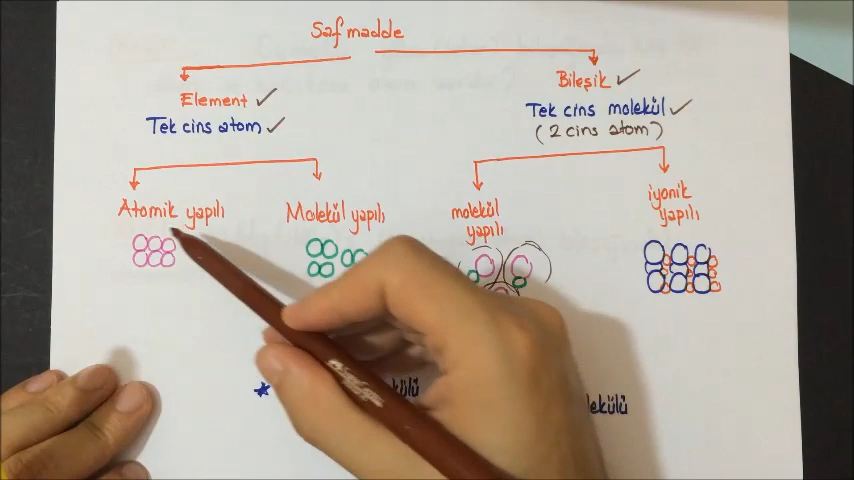 Saf madde
Element ✓
Tek cins atom ✓
Bileşik ✓
Tek cins molekül ✓
(2 cins atom)
Atomik yapılı
Molekül yapılı
molekül
yapılı
iyonik
yapılı